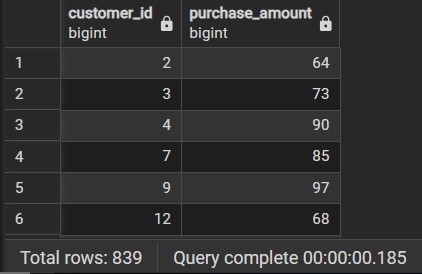 customer_id purchase_amount
bigint bigint
1 2 64
2 3 73
3 4 90
4 7 85
5 9 97
6 12 68
Total rows: 839 Query complete 00:00:00.185